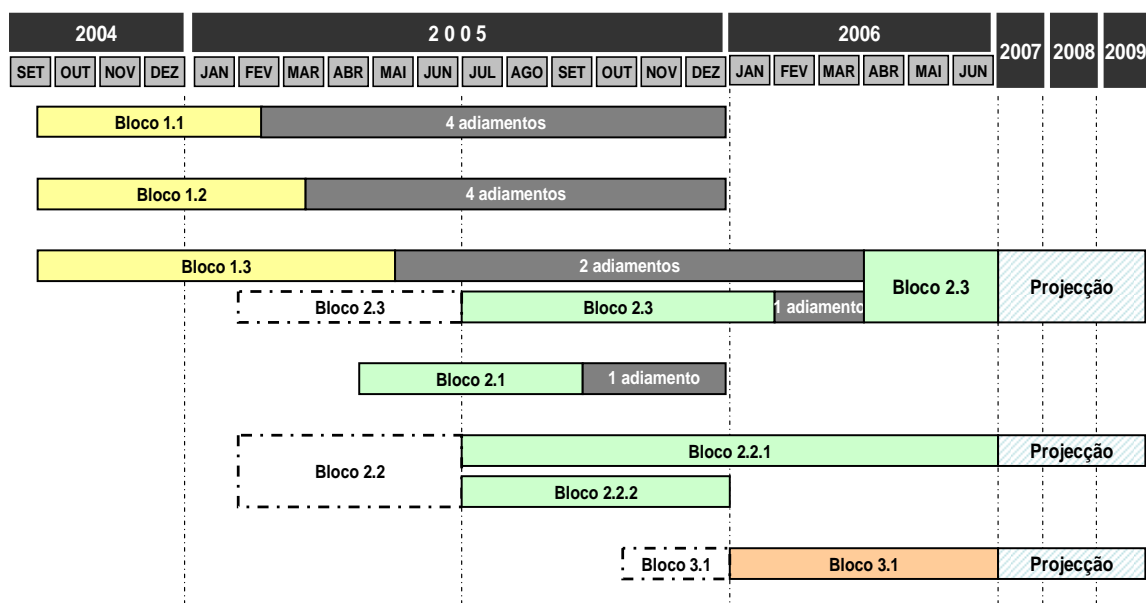 2004 2 0 0 5 2006 2007 2008 2009
SET OUT NOV DEZ JAN FEV MAR ABR MAI JUN JUL AGO SET OUT NOV DEZ JAN FEV MAR ABR MAI JUN
Bloco 1.1 4 adiamentos
Bloco 1.2 4 adiamentos
Bloco 1.3 2 adiamentos
Bloco 2.3 Projecção
Bloco 2.3 Bloco 2.3 1 adiamento
Bloco 2.1 1 adiamento
Bloco 2.2.1 Projecção
Bloco 2.2
Bloco 2.2.2
Bloco 3.1 Bloco 3.1 Projecção